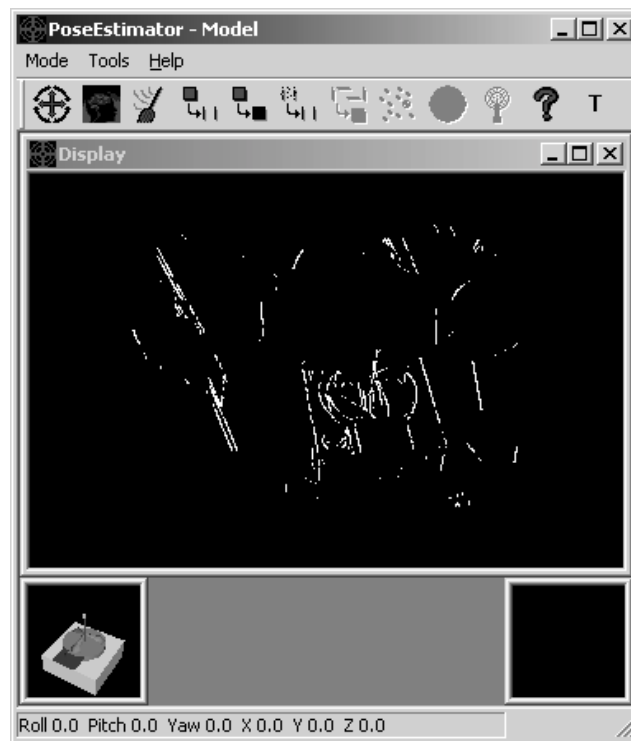 PoseEstimator - Model
Mode Tools Help
? T
Display
Roll 0.0 Pitch 0.0 Yaw 0.0 X 0.0 Y 0.0 Z 0.0